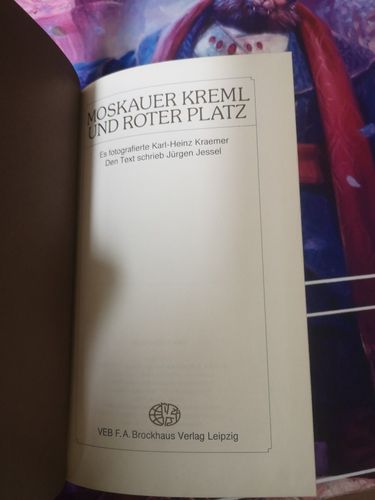 MOSKAUER KREML
UND ROTER PLATZ
Es fotografierte Karl-Heinz Kraemer
Den Text schrieb Jürgen Jessel
VEB F. A. Brockhaus Verlag Leipzig